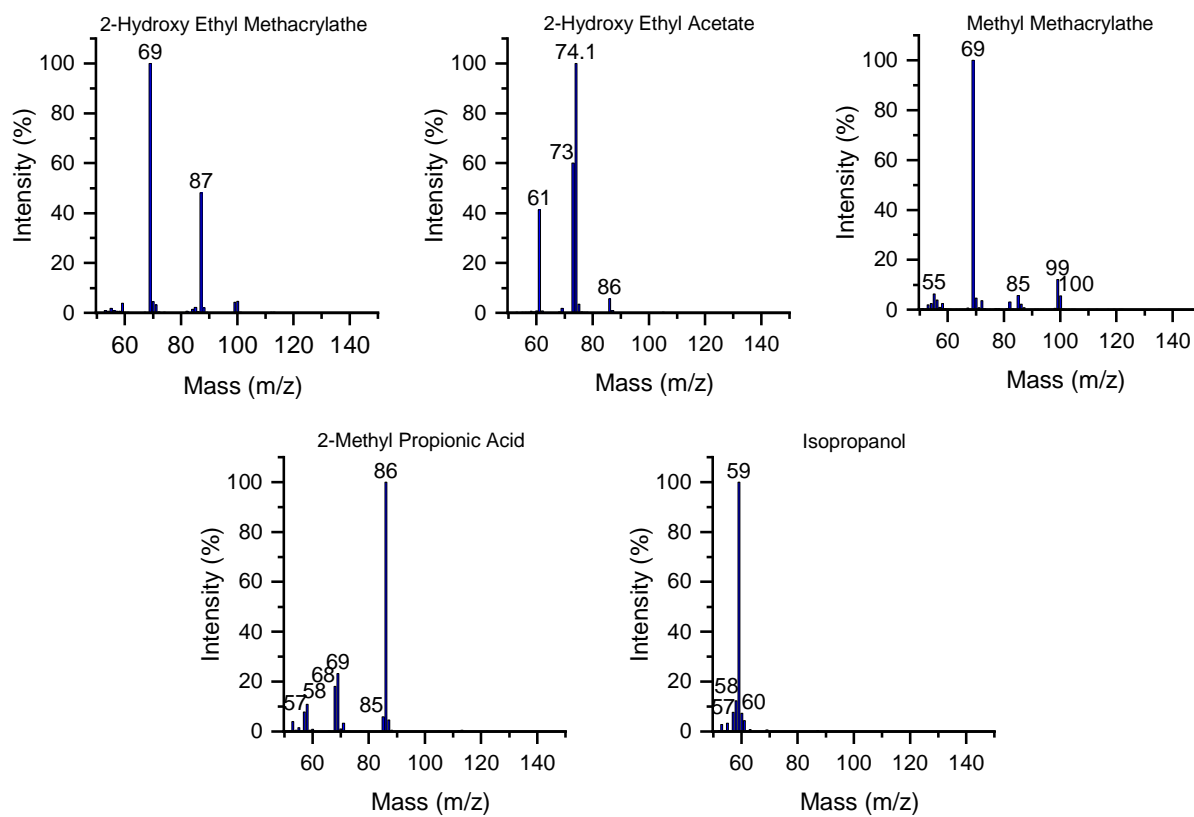 2-Hydroxy Ethyl Methacrylathe
69
87
100
80
60
40
20
0
Intensity (%)
60 80 100 120 140
Mass (m/z)
2-Hydroxy Ethyl Acetate
74.1
73
61
86
100
80
60
40
20
0
Intensity (%)
60 80 100 120 140
Mass (m/z)
Methyl Methacrylathe
69
55
85
99
100
100
80
60
40
20
0
Intensity (%)
60 80 100 120 140
Mass (m/z)
2-Methyl Propionic Acid
86
69
68
57
58
85
100
80
60
40
20
0
Intensity (%)
60 80 100 120 140
Mass (m/z)
Isopropanol
59
58
57
60
100
80
60
40
20
0
Intensity (%)
60 80 100 120 140
Mass (m/z)